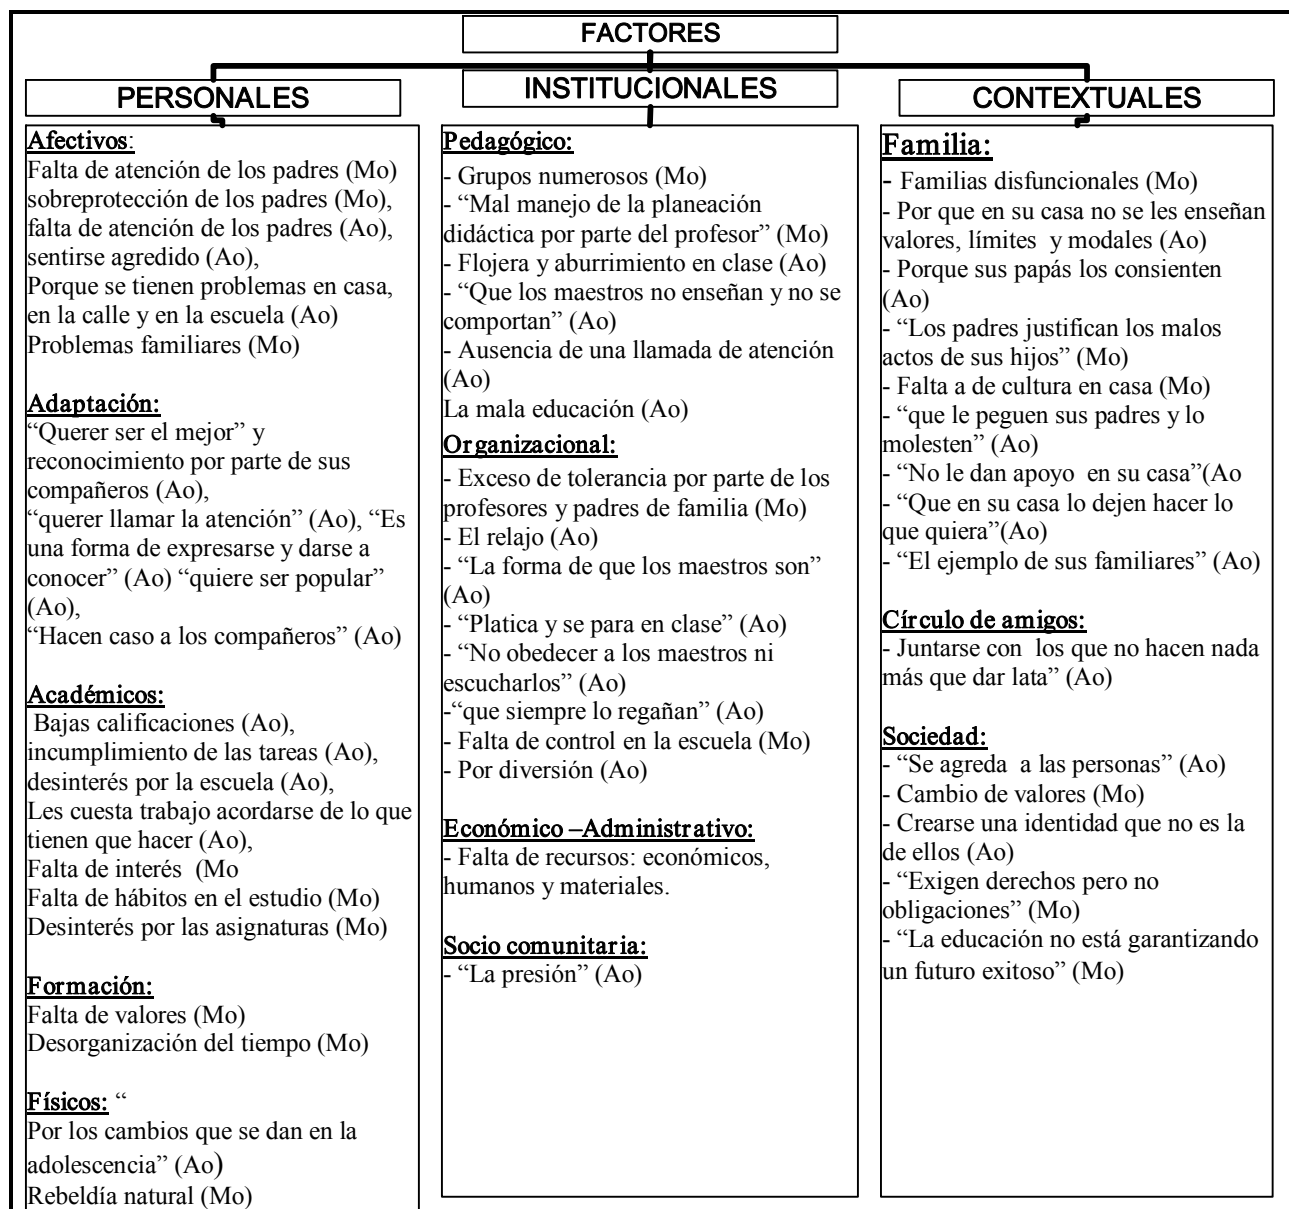 FACTORES
PERSONALES
INSTITUCIONALES
CONTEXTUALES
Afectivos:
Falta de atención de los padres (Mo)
sobreprotección de los padres (Mo),
falta de atención de los padres (Ao),
sentirse agredido (Ao),
Porque se tienen problemas en casa,
en la calle y en la escuela (Ao)
Problemas familiares (Mo)
Adaptación:
“Querer ser el mejor” y
reconocimiento por parte de sus
compañeros (Ao),
“querer llamar la atención” (Ao), “Es
una forma de expresarse y darse a
conocer” (Ao) “quiere ser popular”
(Ao),
“Hacen caso a los compañeros” (Ao)
Académicos:
Bajas calificaciones (Ao),
incumplimiento de las tareas (Ao),
desinterés por la escuela (Ao),
Les cuesta trabajo acordarse de lo que
tienen que hacer (Ao),
Falta de interés (Mo
Falta de hábitos en el estudio (Mo)
Desinterés por las asignaturas (Mo)
Formación:
Falta de valores (Mo)
Desorganización del tiempo (Mo)
Físicos: “
Por los cambios que se dan en la
adolescencia” (Ao)
Rebeldía natural (Mo)
Pedagógico:
- Grupos numerosos (Mo)
- “Mal manejo de la planeación
didáctica por parte del profesor” (Mo)
- Flojera y aburrimiento en clase (Ao)
- “Que los maestros no enseñan y no se
comportan” (Ao)
- Ausencia de una llamada de atención
(Ao)
La mala educación (Ao)
Organizacional:
- Exceso de tolerancia por parte de los
profesores y padres de familia (Mo)
- El relajo (Ao)
- “La forma de que los maestros son”
(Ao)
- “Platica y se para en clase” (Ao)
- “No obedecer a los maestros ni
escucharlos” (Ao)
-“que siempre lo regañan” (Ao)
- Falta de control en la escuela (Mo)
- Por diversión (Ao)
Económico –Administrativo:
- Falta de recursos: económicos,
humanos y materiales.
Socio comunitaria:
- “La presión” (Ao)
Familia:
- Familias disfuncionales (Mo)
- Por que en su casa no se les enseñan
valores, límites y modales (Ao)
- Porque sus papás los consienten
(Ao)
- “Los padres justifican los malos
actos de sus hijos” (Mo)
- Falta a de cultura en casa (Mo)
- “que le peguen sus padres y lo
molesten” (Ao)
- “No le dan apoyo en su casa”(Ao
- “Que en su casa lo dejen hacer lo
que quiera”(Ao)
- “El ejemplo de sus familiares” (Ao)
Círculo de amigos:
- Juntarse con los que no hacen nada
más que dar lata” (Ao)
Sociedad:
- “Se agreda a las personas” (Ao)
- Cambio de valores (Mo)
- Crearse una identidad que no es la
de ellos (Ao)
- “Exigen derechos pero no
obligaciones” (Mo)
- “La educación no está garantizando
un futuro exitoso” (Mo)